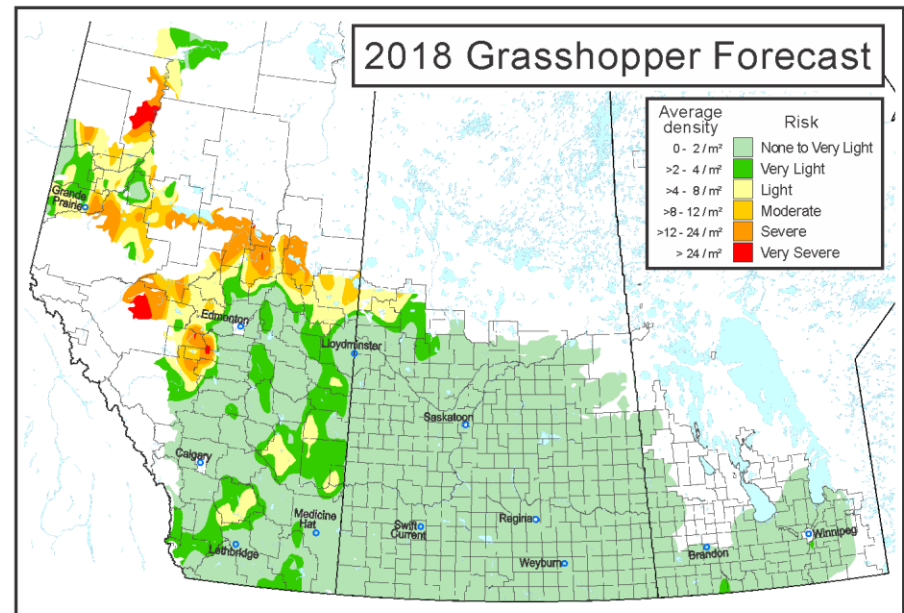 2018 Grasshopper Forecast
Average
density
Risk
0 - 2 / m² None to Very Light
>2 - 4 / m² Very Light
>4 - 8 / m² Light
>8 - 12 / m² Moderate
>12 - 24 / m² Severe
> 24 / m² Very Severe
Grande
Prairie
Edmonton
Lloydminster
Saskatoon
Calgary
Medicine
Hat
Swift
Current
Regina
Winnipeg
Lethbridge
Brandon
Weyburn